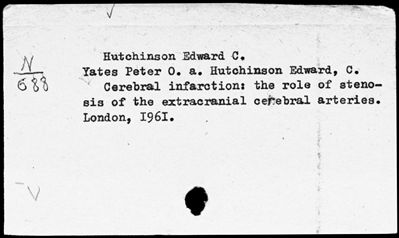 Hutchinson Edward C.
N
688
Yates Peter O. a. Hutchinson Edward, C.
Cerebral infarction: the role of steno-
sis of the extracranial cerebral arteries.
London, I96I.